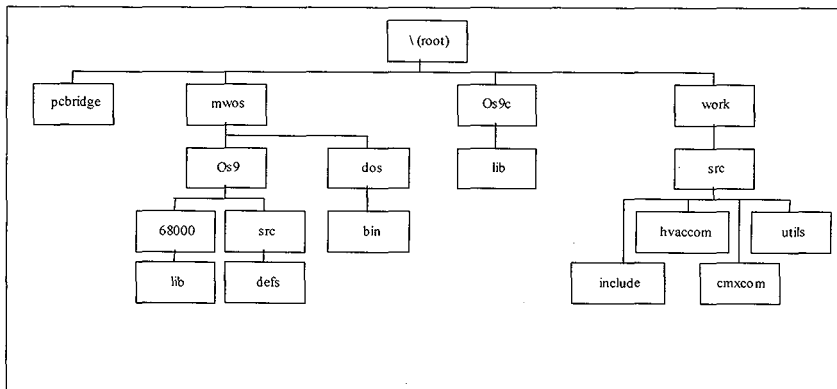 \ (root)
pcbridge
mwos
Os9c
work
Os9
dos
lib
src
68000
src
bin
hvaccom
utils
lib
defs
include
cmxcom